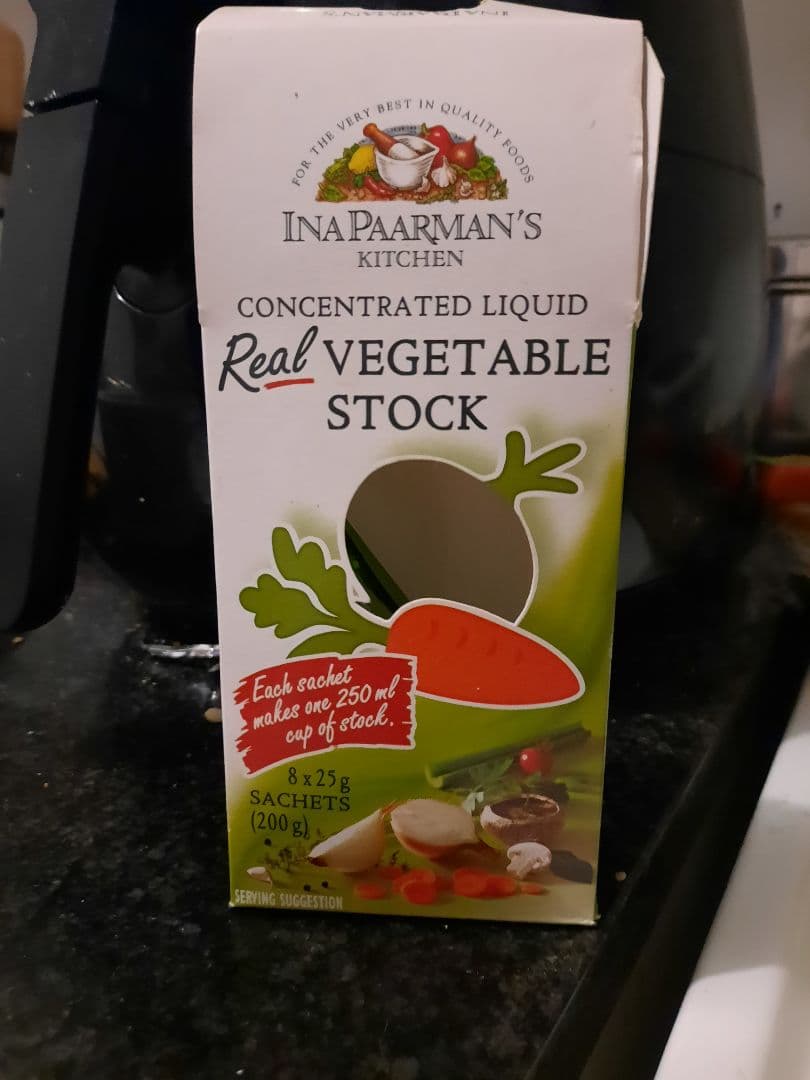 FOR THE VERY BEST IN QUALITY FOODS
INA PAARMAN'S
KITCHEN
CONCENTRATED LIQUID
Real VEGETABLE
STOCK
Each sachet
makes one 250 ml
cup of stock.
8 x 25 g
SACHETS
(200 g)
SERVING SUGGESTION